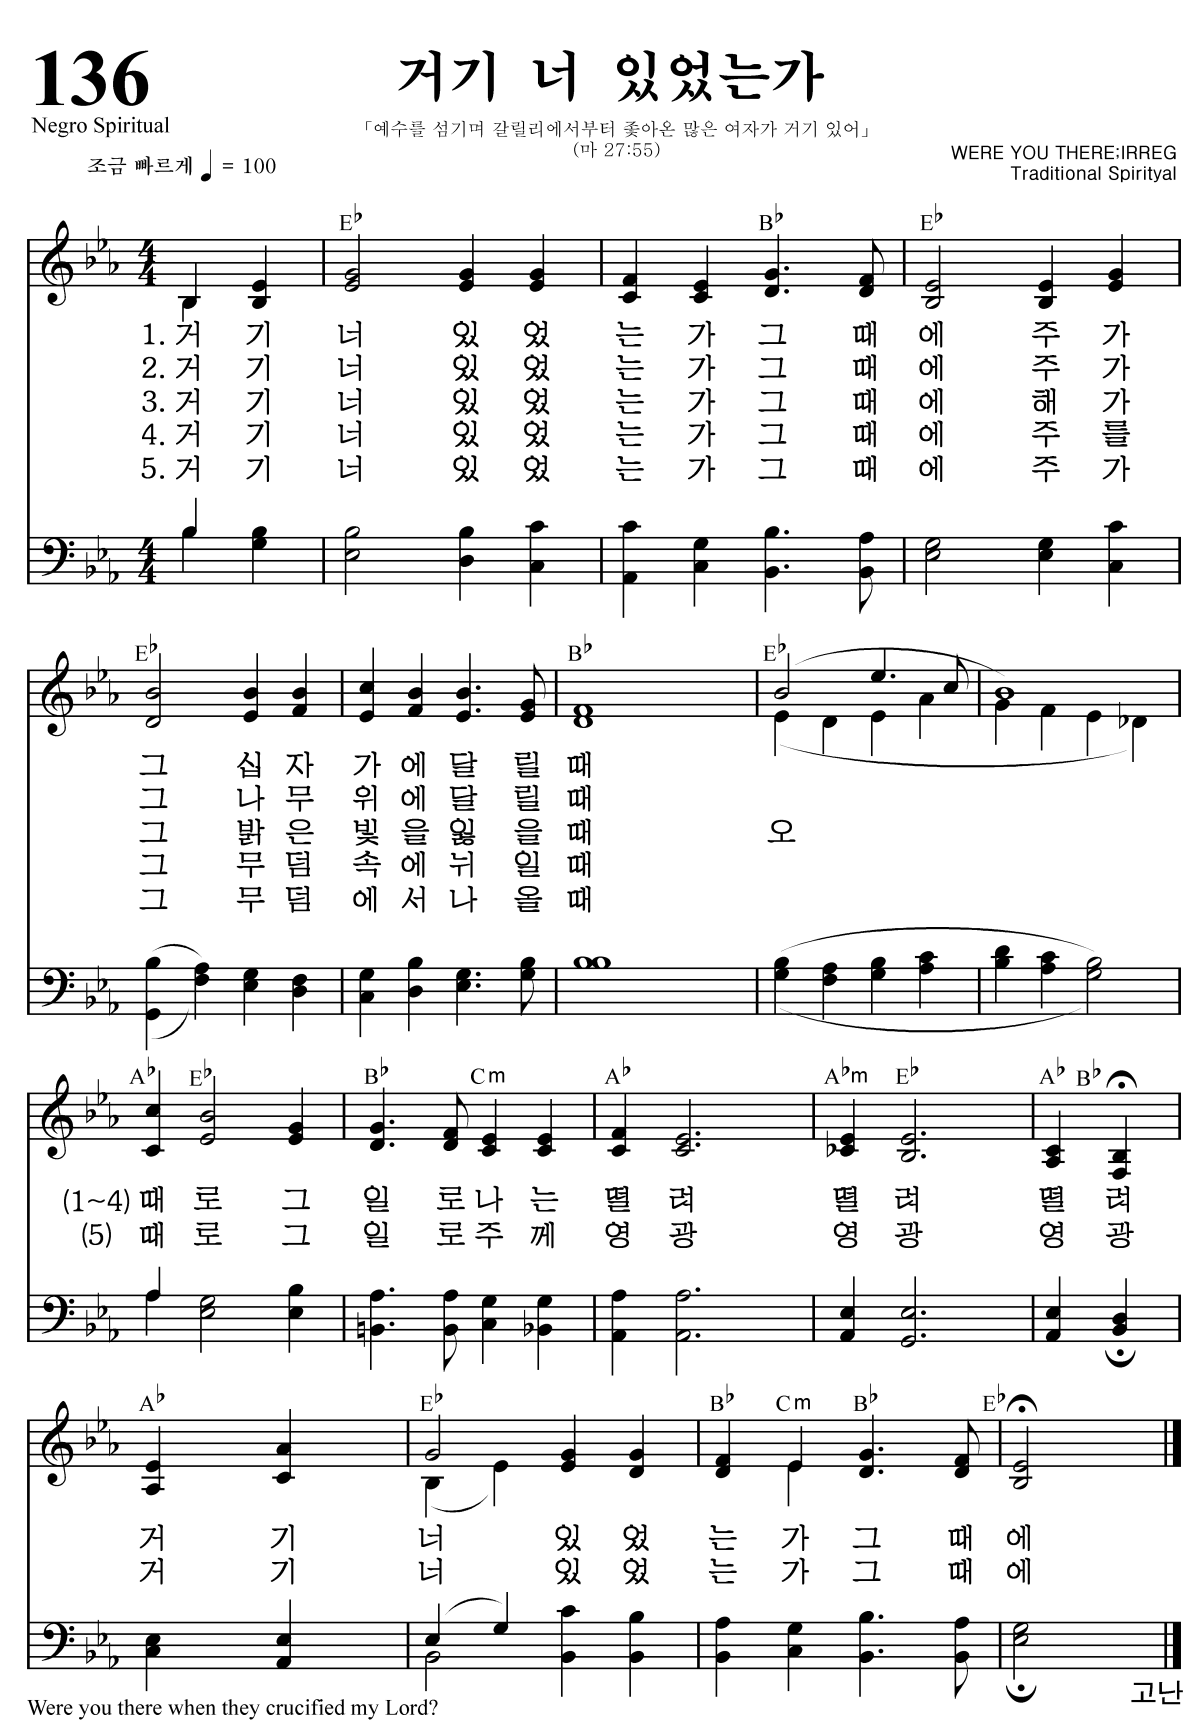 136
거기 너 있었는가
Negro Spiritual
「예수를 섬기며 갈릴리에서부터 좇아온 많은 여자가 거기 있어」
(마 27:55)
조금 빠르게 ♩ = 100
WERE YOU THERE;IRREG
Traditional Spirityal
E♭ B♭ E♭
1. 거 기 너 있 었 는 가 그 때 에 주 가
2. 거 기 너 있 었 는 가 그 때 에 주 가
3. 거 기 너 있 었 는 가 그 때 에 해 가
4. 거 기 너 있 었 는 가 그 때 에 주 를
5. 거 기 너 있 었 는 가 그 때 에 주 가
E♭ B♭ E♭
그 십 자 가 에 달 릴 때
그 나 무 위 에 달 릴 때
그 밝 은 빛 을 잃 을 때 오
그 무 덤 속 에 뉘 일 때
그 무 덤 에 서 나 올 때
A♭ E♭ B♭ Cm A♭ A♭m E♭ A♭ B♭
(1~4) 때 로 그 일 로 나 는 떨 려 떨 려 떨 려
(5) 때 로 그 일 로 주 께 영 광 영 광 영 광
A♭ E♭ B♭ Cm B♭ E♭
거 기 너 있 었 는 가 그 때 에
거 기 너 있 었 는 가 그 때 에
Were you there when they crucified my Lord?
고난